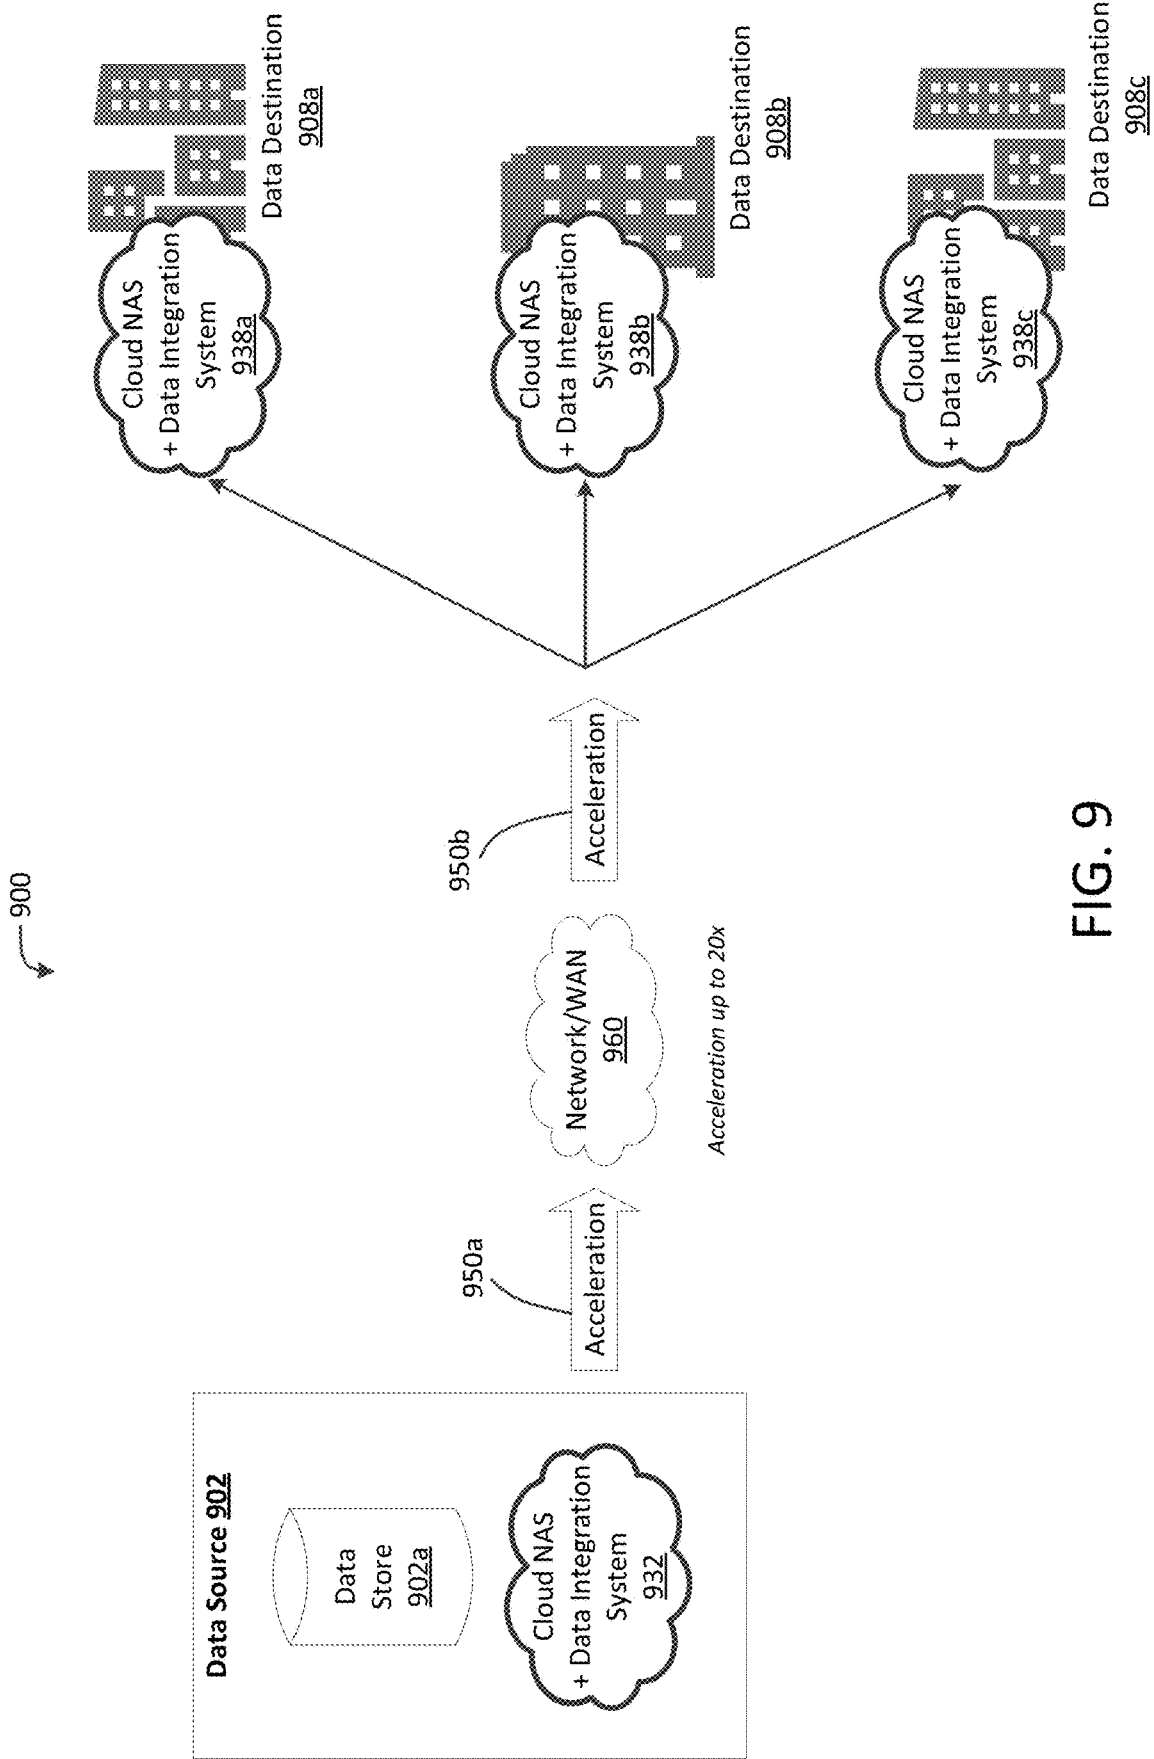 900
Data Source 902
Data
Store
902a
Cloud NAS
+ Data Integration
System
932
950a
Acceleration
Network/WAN
960
Acceleration up to 20x
950b
Acceleration
Cloud NAS
+ Data Integration
System
938a
Data Destination
908a
Cloud NAS
+ Data Integration
System
938b
Data Destination
908b
Cloud NAS
+ Data Integration
System
938c
Data Destination
908c
FIG. 9